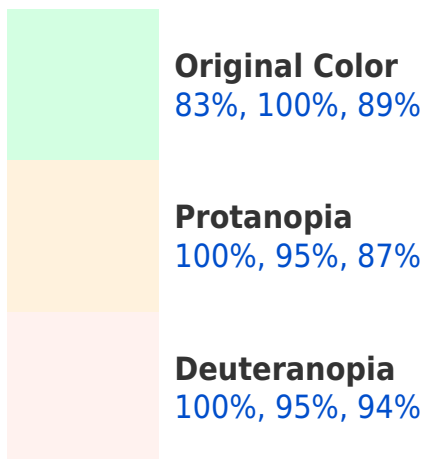 Original Color
83%, 100%, 89%
Protanopia
100%, 95%, 87%
Deuteranopia
100%, 95%, 94%